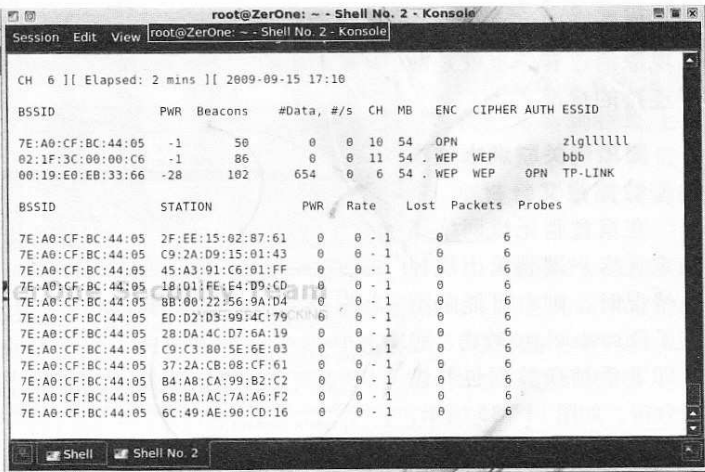 root@ZerOne: ~ - Shell No. 2 - Konsole
Session Edit View
root@ZerOne: ~ - Shell No. 2 - Konsole
CH 6 ][ Elapsed: 2 mins ][ 2009-09-15 17:10
BSSID PWR Beacons #Data, #/s CH MB ENC CIPHER AUTH ESSID
7E:A0:CF:BC:44:05 -1 50 0 0 10 54 OPN zlgllllll
02:1F:3C:00:00:C6 -1 86 0 0 11 54 . WEP WEP bbb
00:19:E0:EB:33:66 -28 102 654 0 6 54 . WEP WEP OPN TP-LINK
BSSID STATION PWR Rate Lost Packets Probes
7E:A0:CF:BC:44:05 2F:EE:15:02:87:61 0 0 - 1 0 6
7E:A0:CF:BC:44:05 C9:2A:D9:15:01:43 0 0 - 1 0 6
7E:A0:CF:BC:44:05 45:A3:91:C6:01:FF 0 0 - 1 0 6
7E:A0:CF:BC:44:05 0 0 - 1 0 6
7E:A0:CF:BC:44:05 BB:00:22:56:9A:D4 0 0 - 1 0 6
7E:A0:CF:BC:44:05 ED:D2:D8:99:4C:79 0 0 - 1 0 6
7E:A0:CF:BC:44:05 28:DA:4C:D7:6A:19 0 0 - 1 0 6
7E:A0:CF:BC:44:05 C9:C3:80:5E:6E:03 0 0 - 1 0 6
7E:A0:CF:BC:44:05 37:2A:CB:08:CF:61 0 0 - 1 0 6
7E:A0:CF:BC:44:05 B4:A8:CA:99:B2:C2 0 0 - 1 0 6
7E:A0:CF:BC:44:05 68:BA:AC:7A:A6:F2 0 0 - 1 0 6
7E:A0:CF:BC:44:05 6C:49:AE:90:CD:16 0 0 - 1 0 6
Shell Shell No. 2